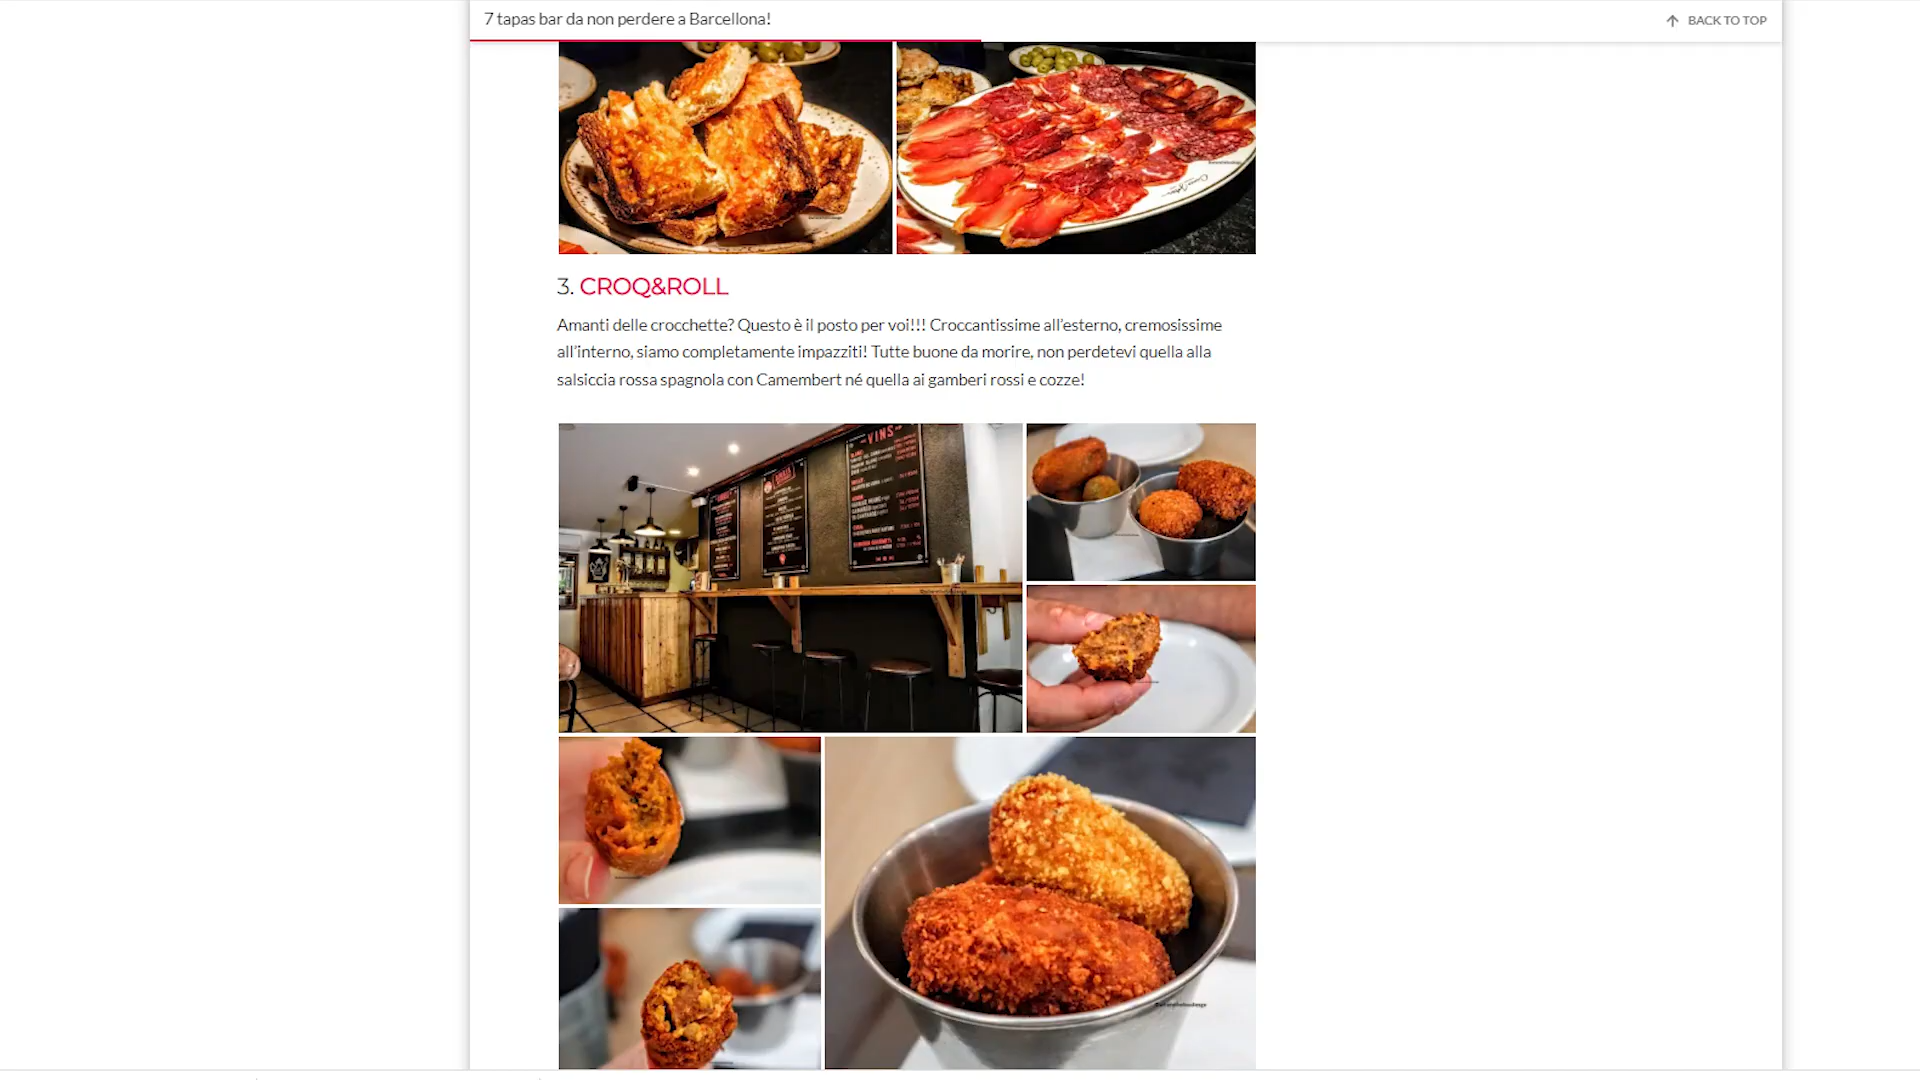 7 tapas bar da non perdere a Barcellona!
BACK TO TOP
3. CROQ&ROLL
Amanti delle crocchette? Questo è il posto per voi!!! Croccantissime all'esterno, cremosissime
all'interno, siamo completamente impazziti! Tutte buone da morire, non perdetevi quella alla
salsiccia rossa spagnola con Camembert né quella ai gamberi rossi e cozze!
VINS